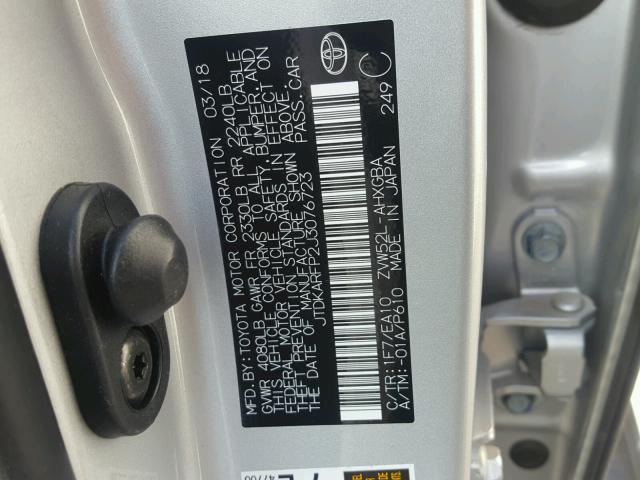 MFD.BY:TOYOTA MOTOR CORPORATION 03/18
GVWR 4080LB GAWR FR 2330LB RR 2240LB
THIS VEHICLE CONFORMS TO ALL APPLICABLE
FEDERAL MOTOR VEHICLE SAFETY, BUMPER, AND
THEFT PREVENTION STANDARDS IN EFFECT ON
THE DATE OF MANUFACTURE SHOWN ABOVE.
JTDKARFP2J3076723 PASS.CAR
C/TR:1F7/EA10 ZVW52L-AHXGBA
A/TM:-01A/P610 MADE IN JAPAN 249 C